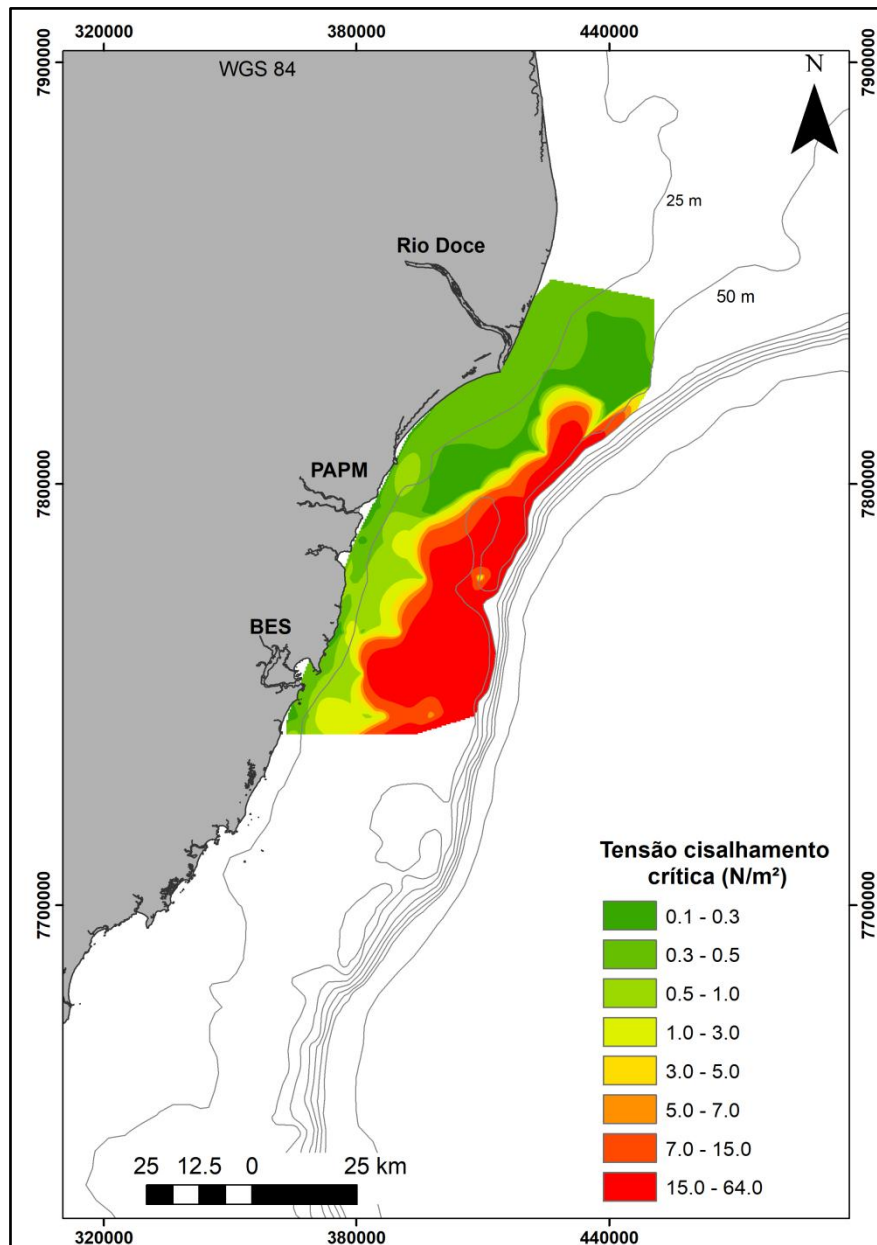 320000 380000 440000
WGS 84
N
7900000 7900000
25 m
Rio Doce
50 m
PAPM
7800000 7800000
BES
Tensão cisalhamento
crítica (N/m²)
0.1 - 0.3
0.3 - 0.5
0.5 - 1.0
1.0 - 3.0
3.0 - 5.0
5.0 - 7.0
7.0 - 15.0
15.0 - 64.0
7700000 7700000
25 12.5 0 25 km
320000 380000 440000